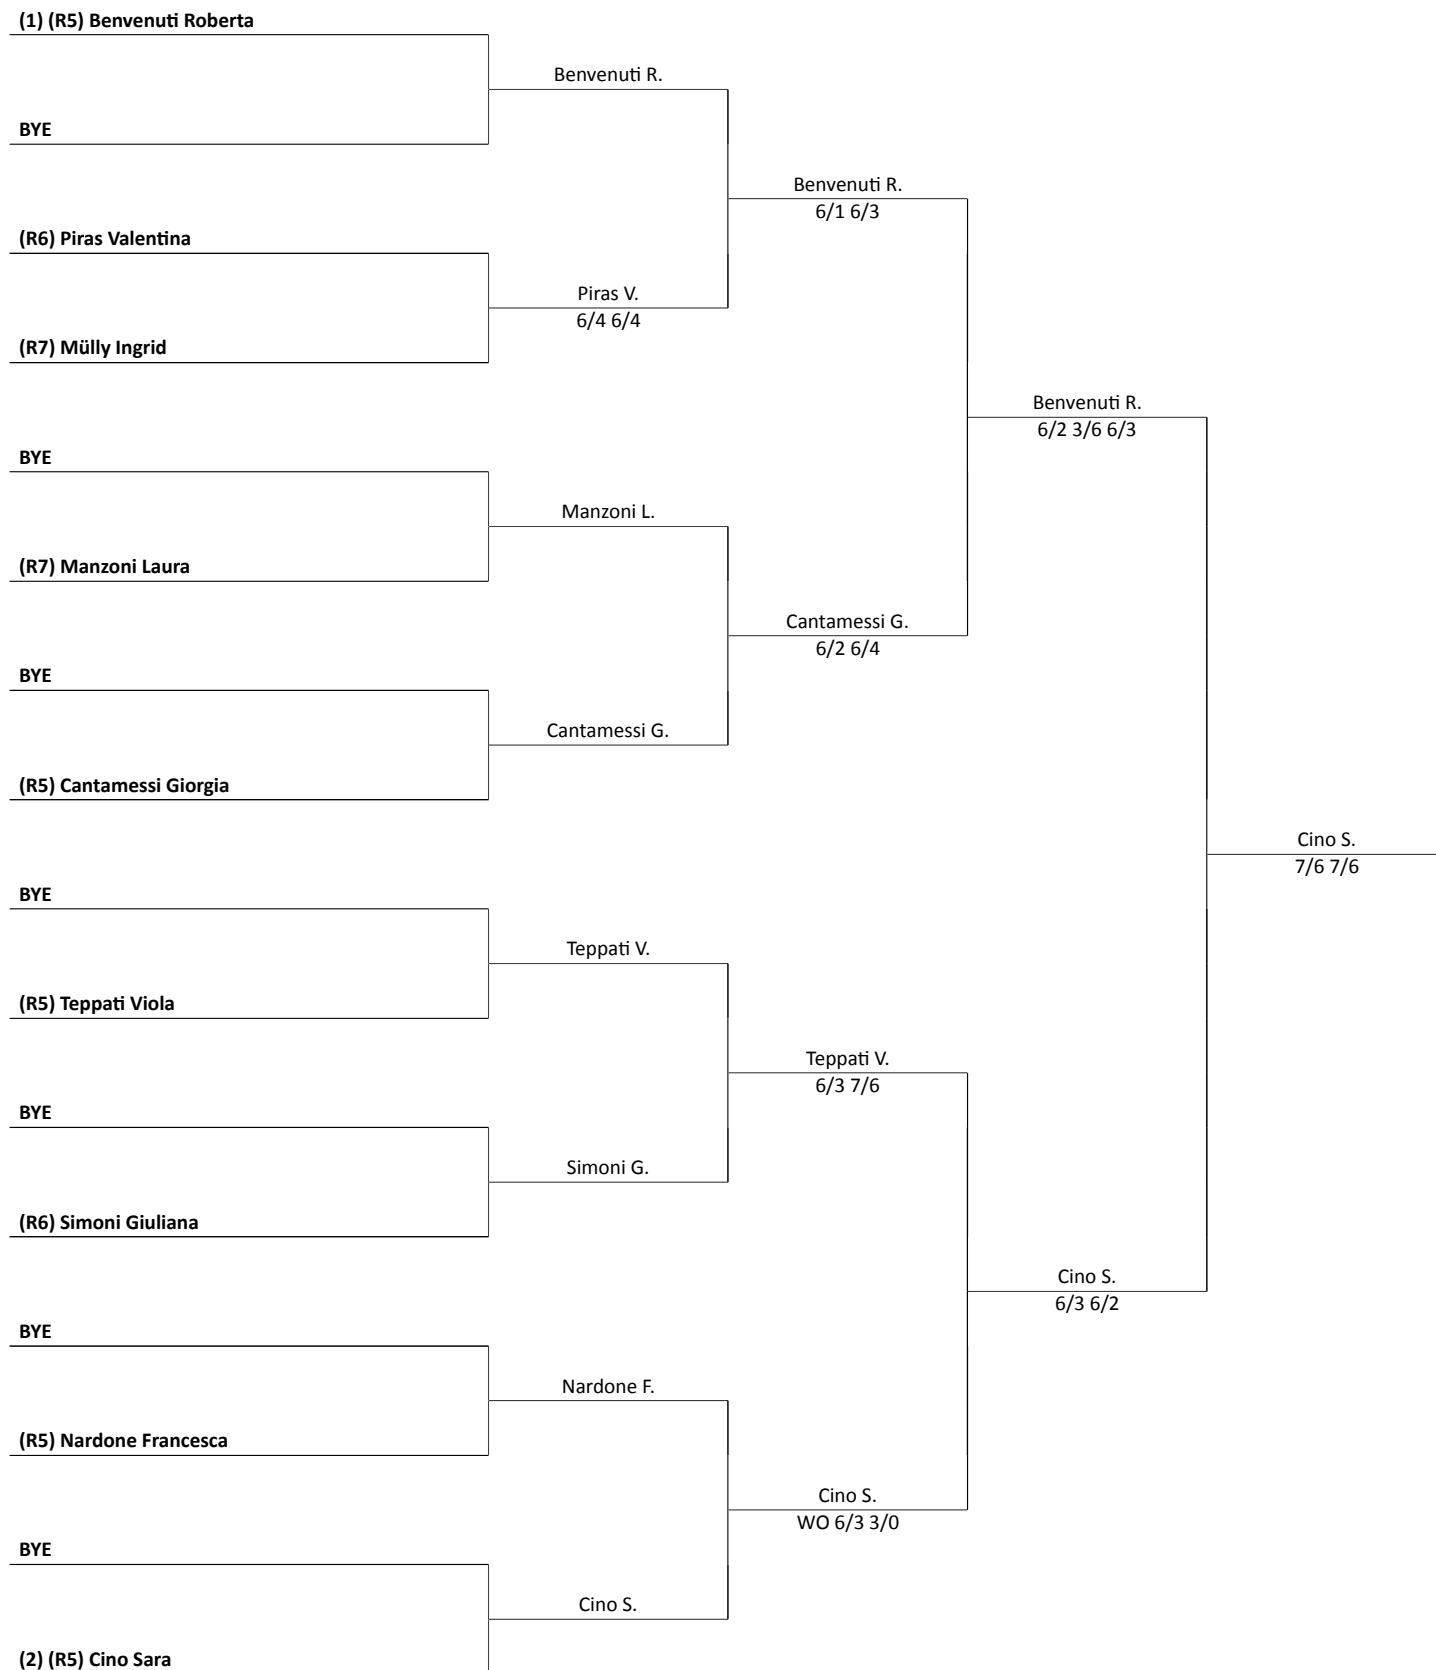 (1) (R5) Benvenuti Roberta
Benvenuti R.
BYE
Benvenuti R.
6/1 6/3
(R6) Piras Valentina
Piras V.
6/4 6/4
(R7) Mülly Ingrid
Benvenuti R.
6/2 3/6 6/3
BYE
Manzoni L.
(R7) Manzoni Laura
Cantamessi G.
6/2 6/4
BYE
Cantamessi G.
(R5) Cantamessi Giorgia
Cino S.
7/6 7/6
BYE
Teppati V.
(R5) Teppati Viola
Teppati V.
6/3 7/6
BYE
Simoni G.
(R6) Simoni Giuliana
Cino S.
6/3 6/2
BYE
Nardone F.
(R5) Nardone Francesca
Cino S.
WO 6/3 3/0
BYE
Cino S.
(2) (R5) Cino Sara